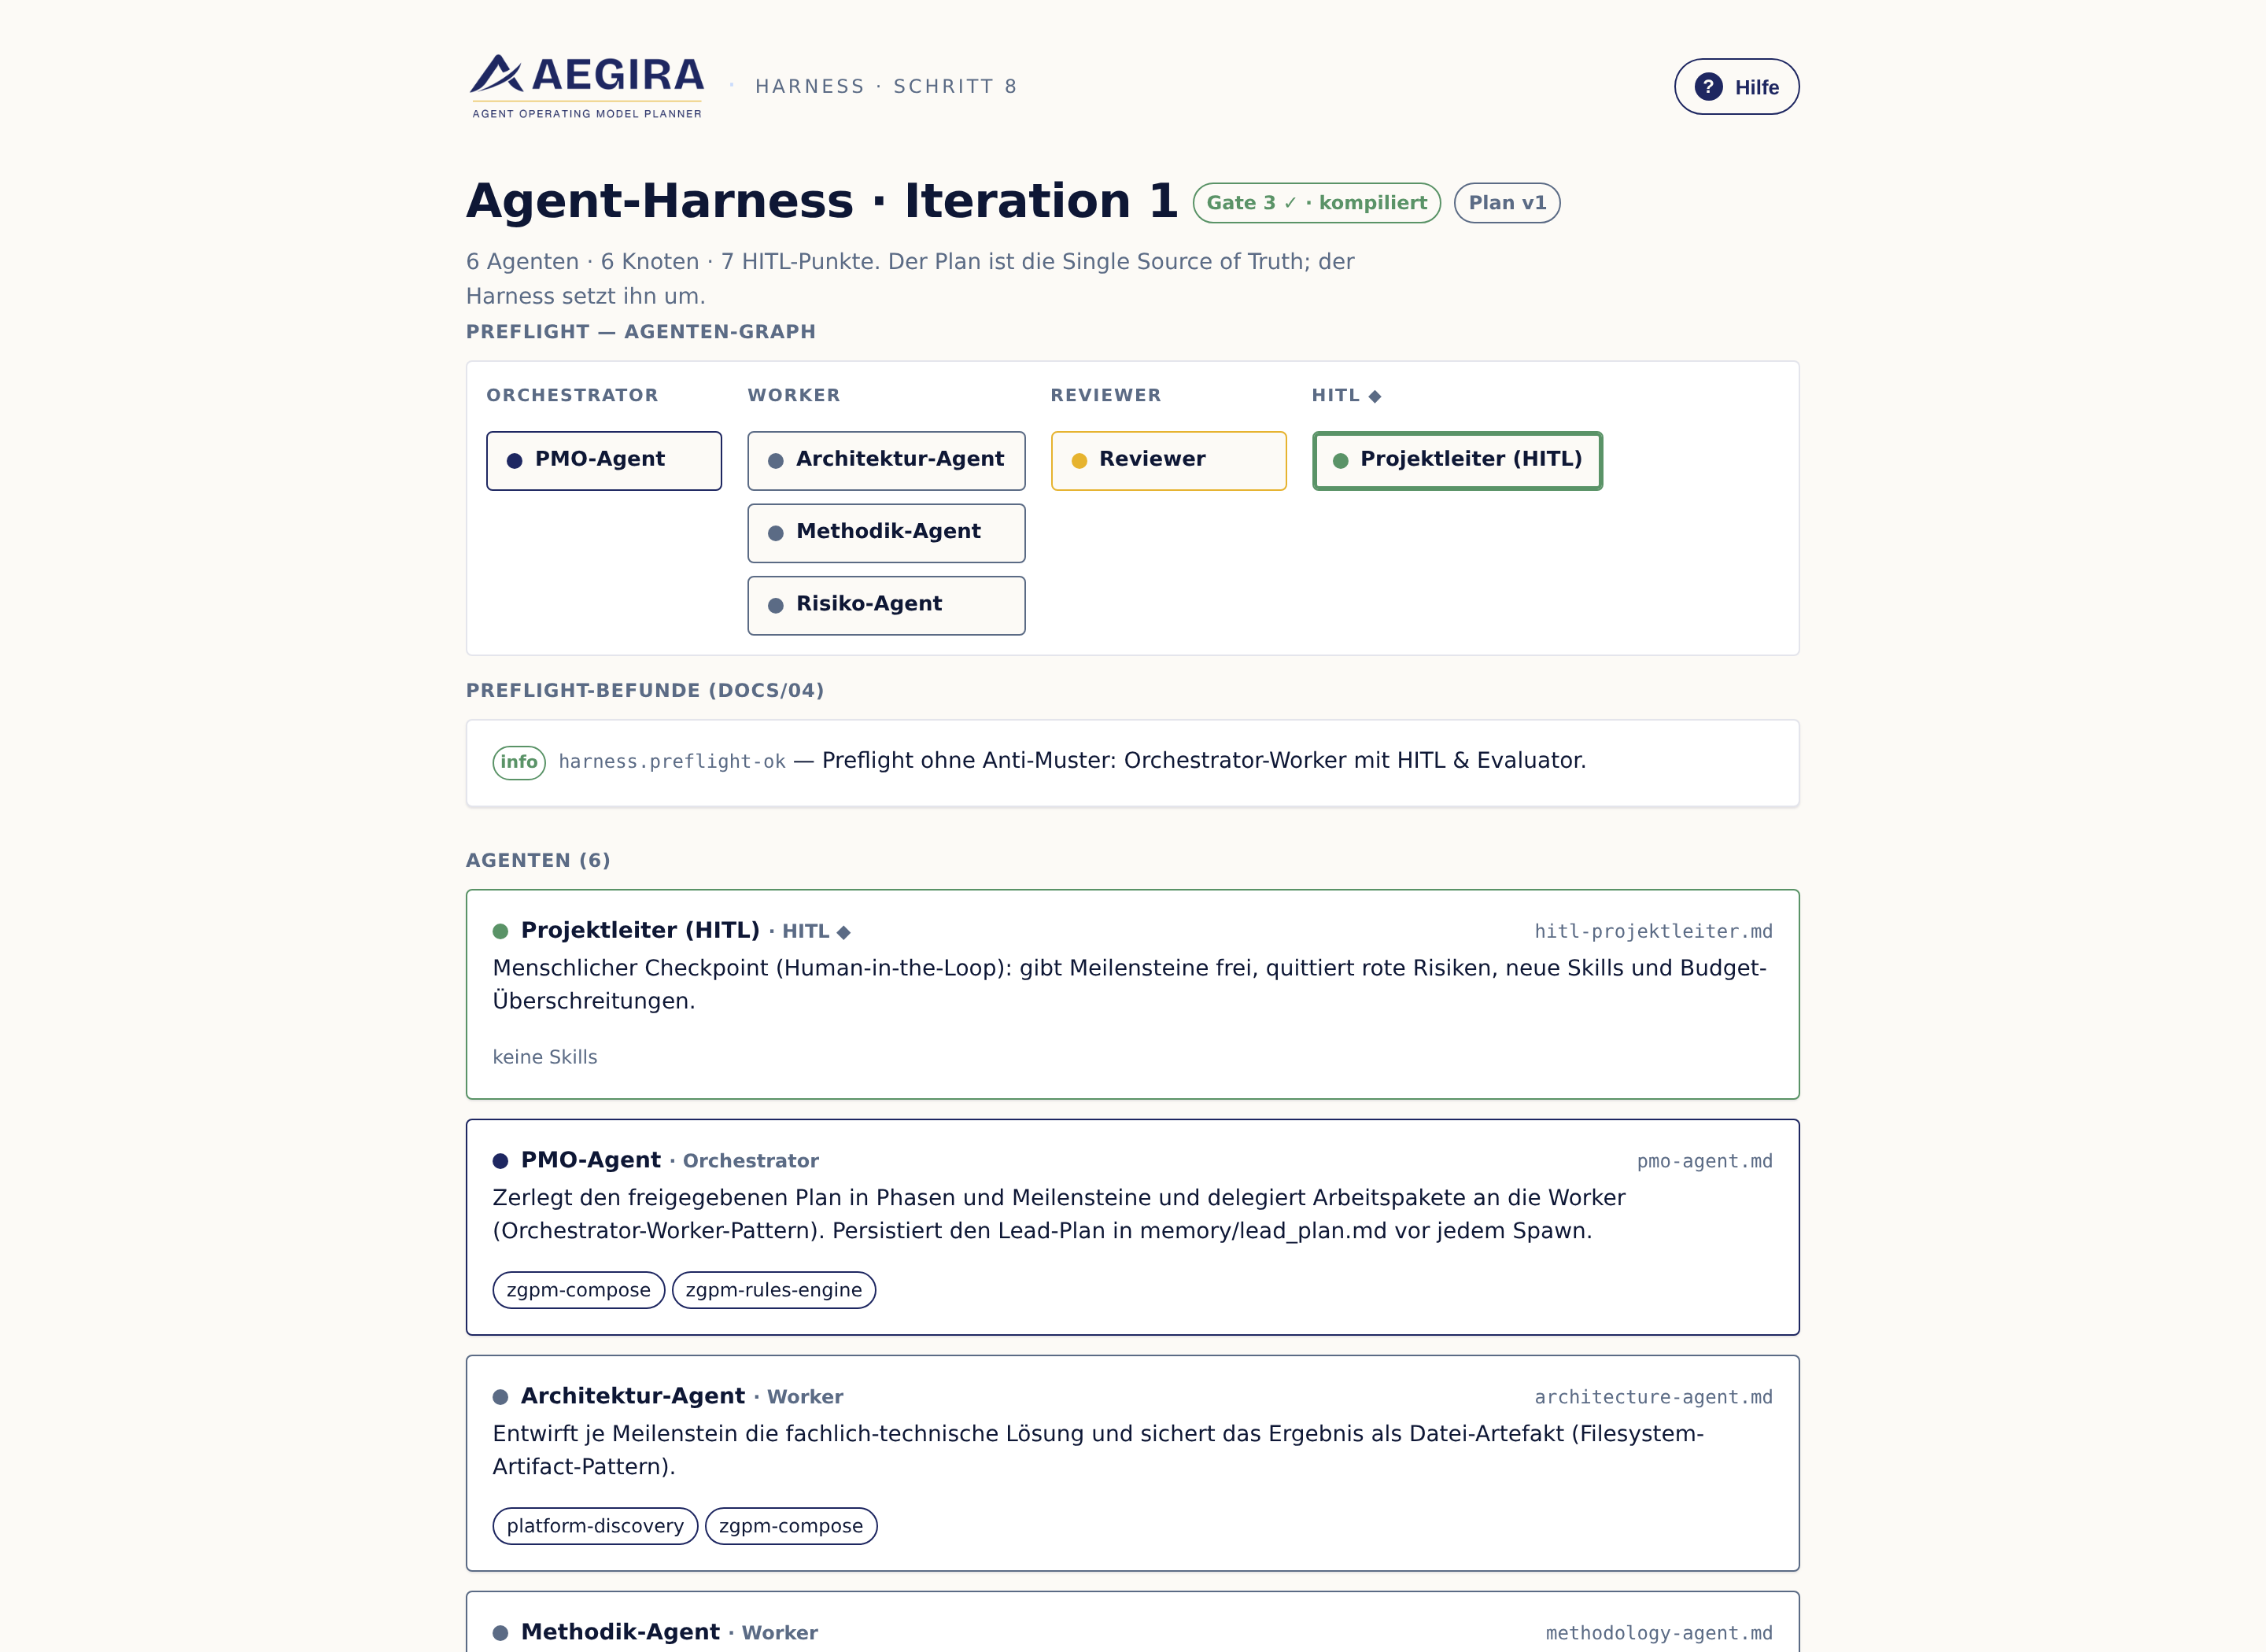 AEGIRA
AGENT OPERATING MODEL PLANNER
· HARNESS · SCHRITT 8
? Hilfe
Agent-Harness · Iteration 1
Gate 3 ✓ · kompiliert
Plan v1
6 Agenten · 6 Knoten · 7 HITL-Punkte. Der Plan ist die Single Source of Truth; der
Harness setzt ihn um.
PREFLIGHT — AGENTEN-GRAPH
ORCHESTRATOR
PMO-Agent
WORKER
Architektur-Agent
Methodik-Agent
Risiko-Agent
REVIEWER
Reviewer
HITL ◆
Projektleiter (HITL)
PREFLIGHT-BEFUNDE (DOCS/04)
info harness.preflight-ok — Preflight ohne Anti-Muster: Orchestrator-Worker mit HITL & Evaluator.
AGENTEN (6)
Projektleiter (HITL) · HITL ◆
hitl-projektleiter.md
Menschlicher Checkpoint (Human-in-the-Loop): gibt Meilensteine frei, quittiert rote Risiken, neue Skills und Budget-
Überschreitungen.
keine Skills
PMO-Agent · Orchestrator
pmo-agent.md
Zerlegt den freigegebenen Plan in Phasen und Meilensteine und delegiert Arbeitspakete an die Worker
(Orchestrator-Worker-Pattern). Persistiert den Lead-Plan in memory/lead_plan.md vor jedem Spawn.
zgpm-compose
zgpm-rules-engine
Architektur-Agent · Worker
architecture-agent.md
Entwirft je Meilenstein die fachlich-technische Lösung und sichert das Ergebnis als Datei-Artefakt (Filesystem-
Artifact-Pattern).
platform-discovery
zgpm-compose
Methodik-Agent · Worker
methodology-agent.md